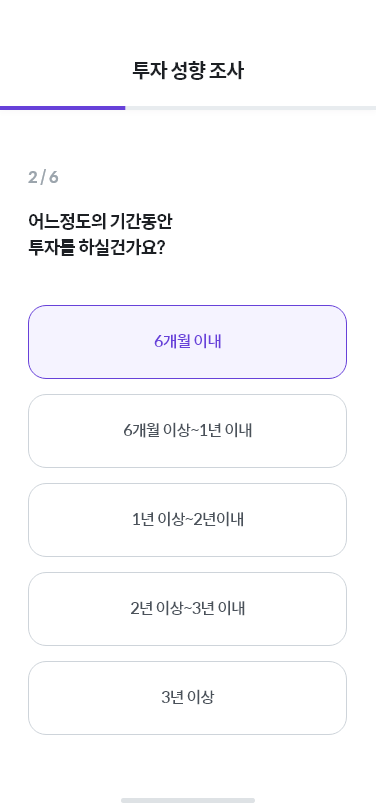 투자 성향 조사
2 / 6
어느정도의 기간동안
투자를 하실건가요?
6개월 이내
6개월 이상~1년 이내
1년 이상~2년이내
2년 이상~3년 이내
3년 이상